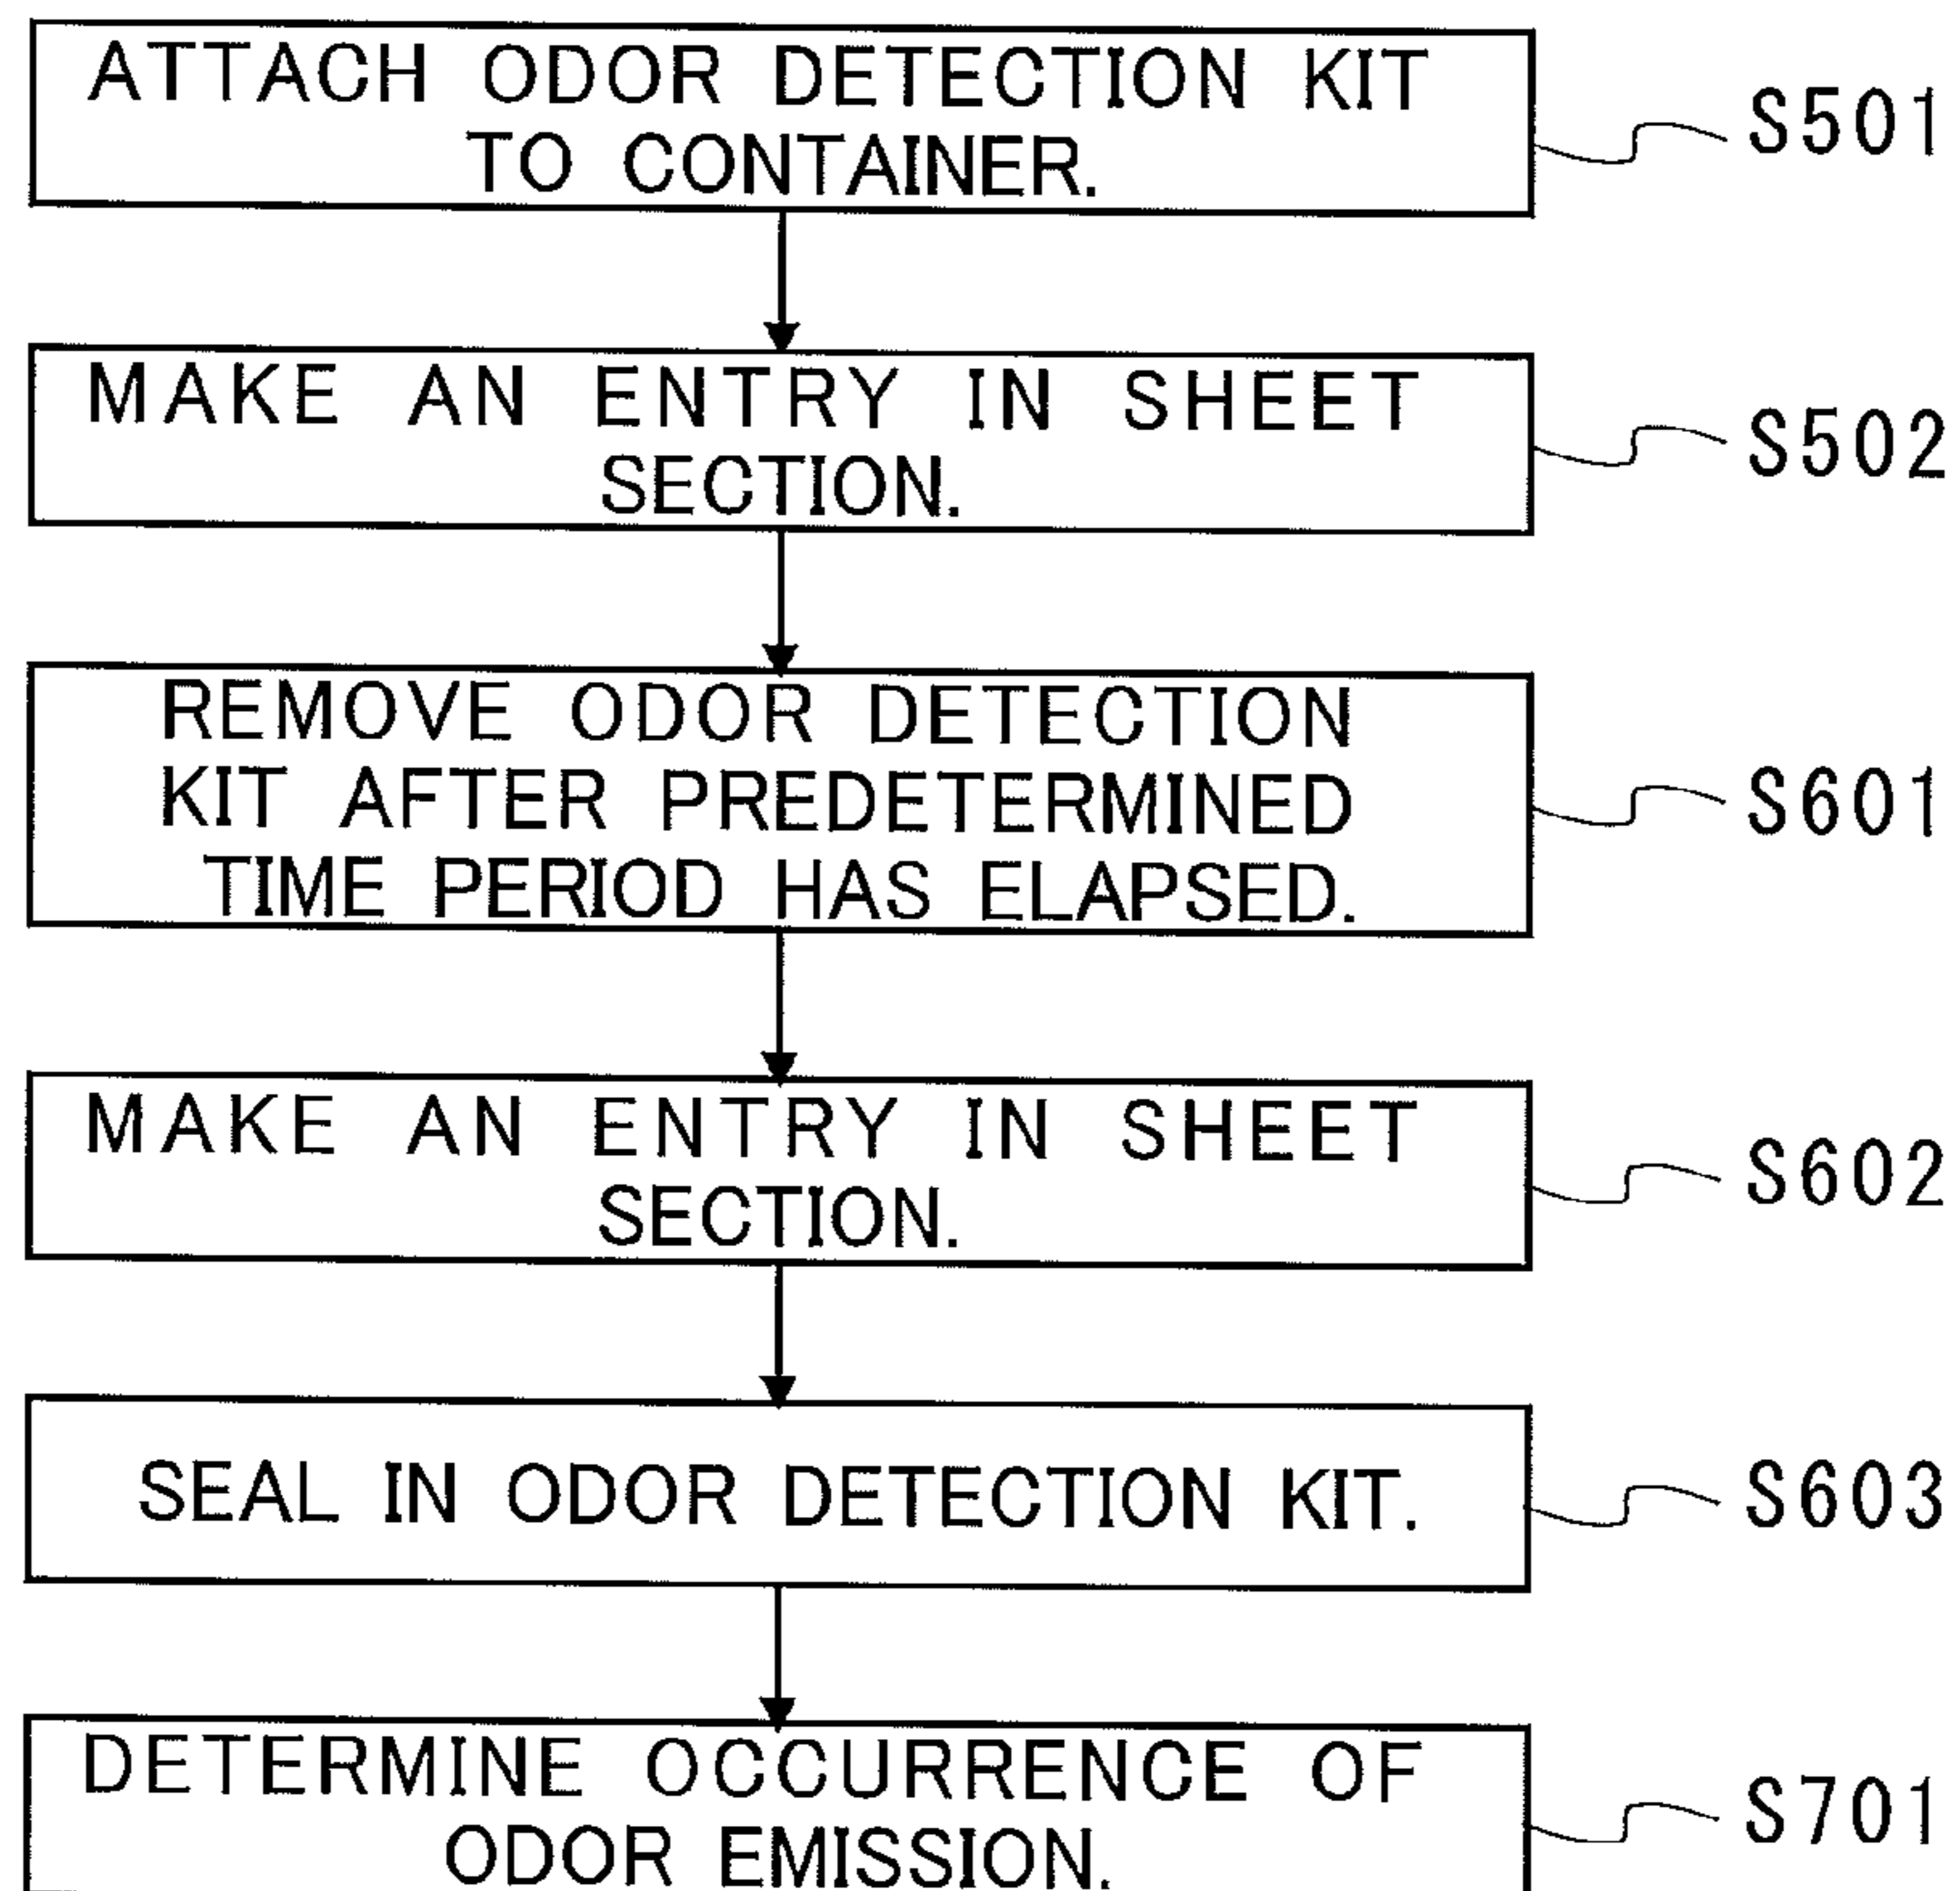 ATTACH ODOR DETECTION KIT
TO CONTAINER.
S501
MAKE AN ENTRY IN SHEET
SECTION.
S502
REMOVE ODOR DETECTION
KIT AFTER PREDETERMINED
TIME PERIOD HAS ELAPSED.
S601
MAKE AN ENTRY IN SHEET
SECTION.
S602
SEAL IN ODOR DETECTION KIT.
S603
DETERMINE OCCURRENCE OF
ODOR EMISSION.
S701